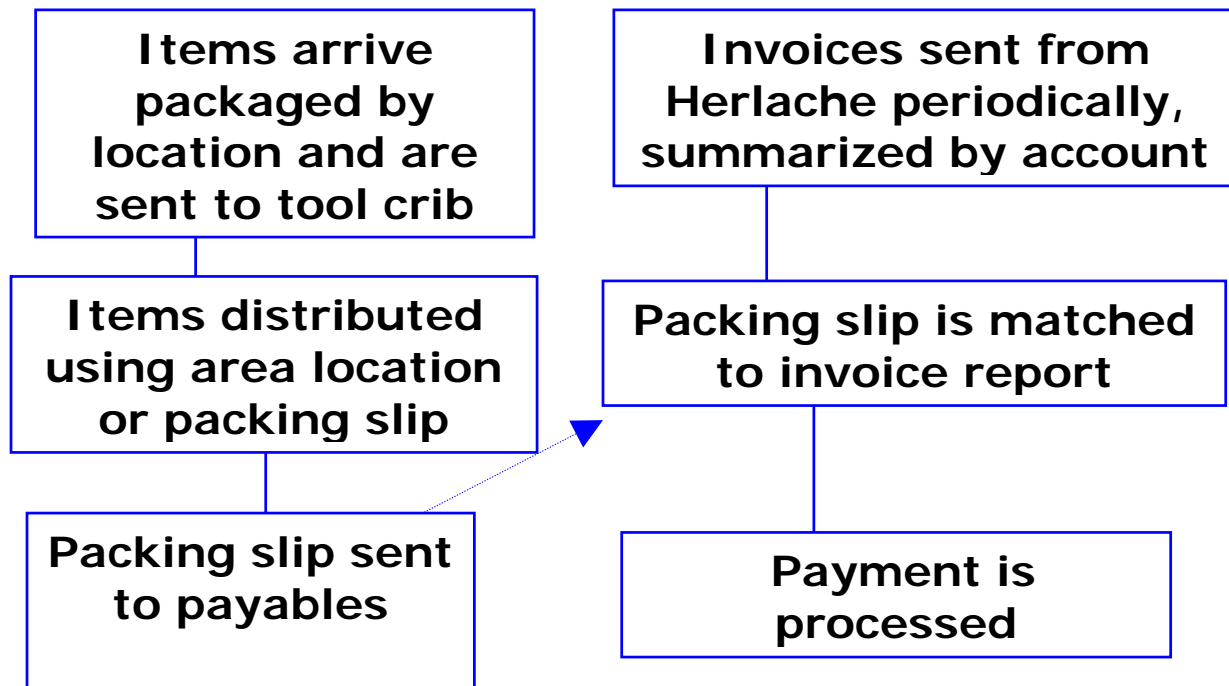 Items arrive
packaged by
location and are
sent to tool crib
Items distributed
using area location
or packing slip
Packing slip sent
to payables
Invoices sent from
Herlache periodically,
summarized by account
Packing slip is matched
to invoice report
Payment is
processed